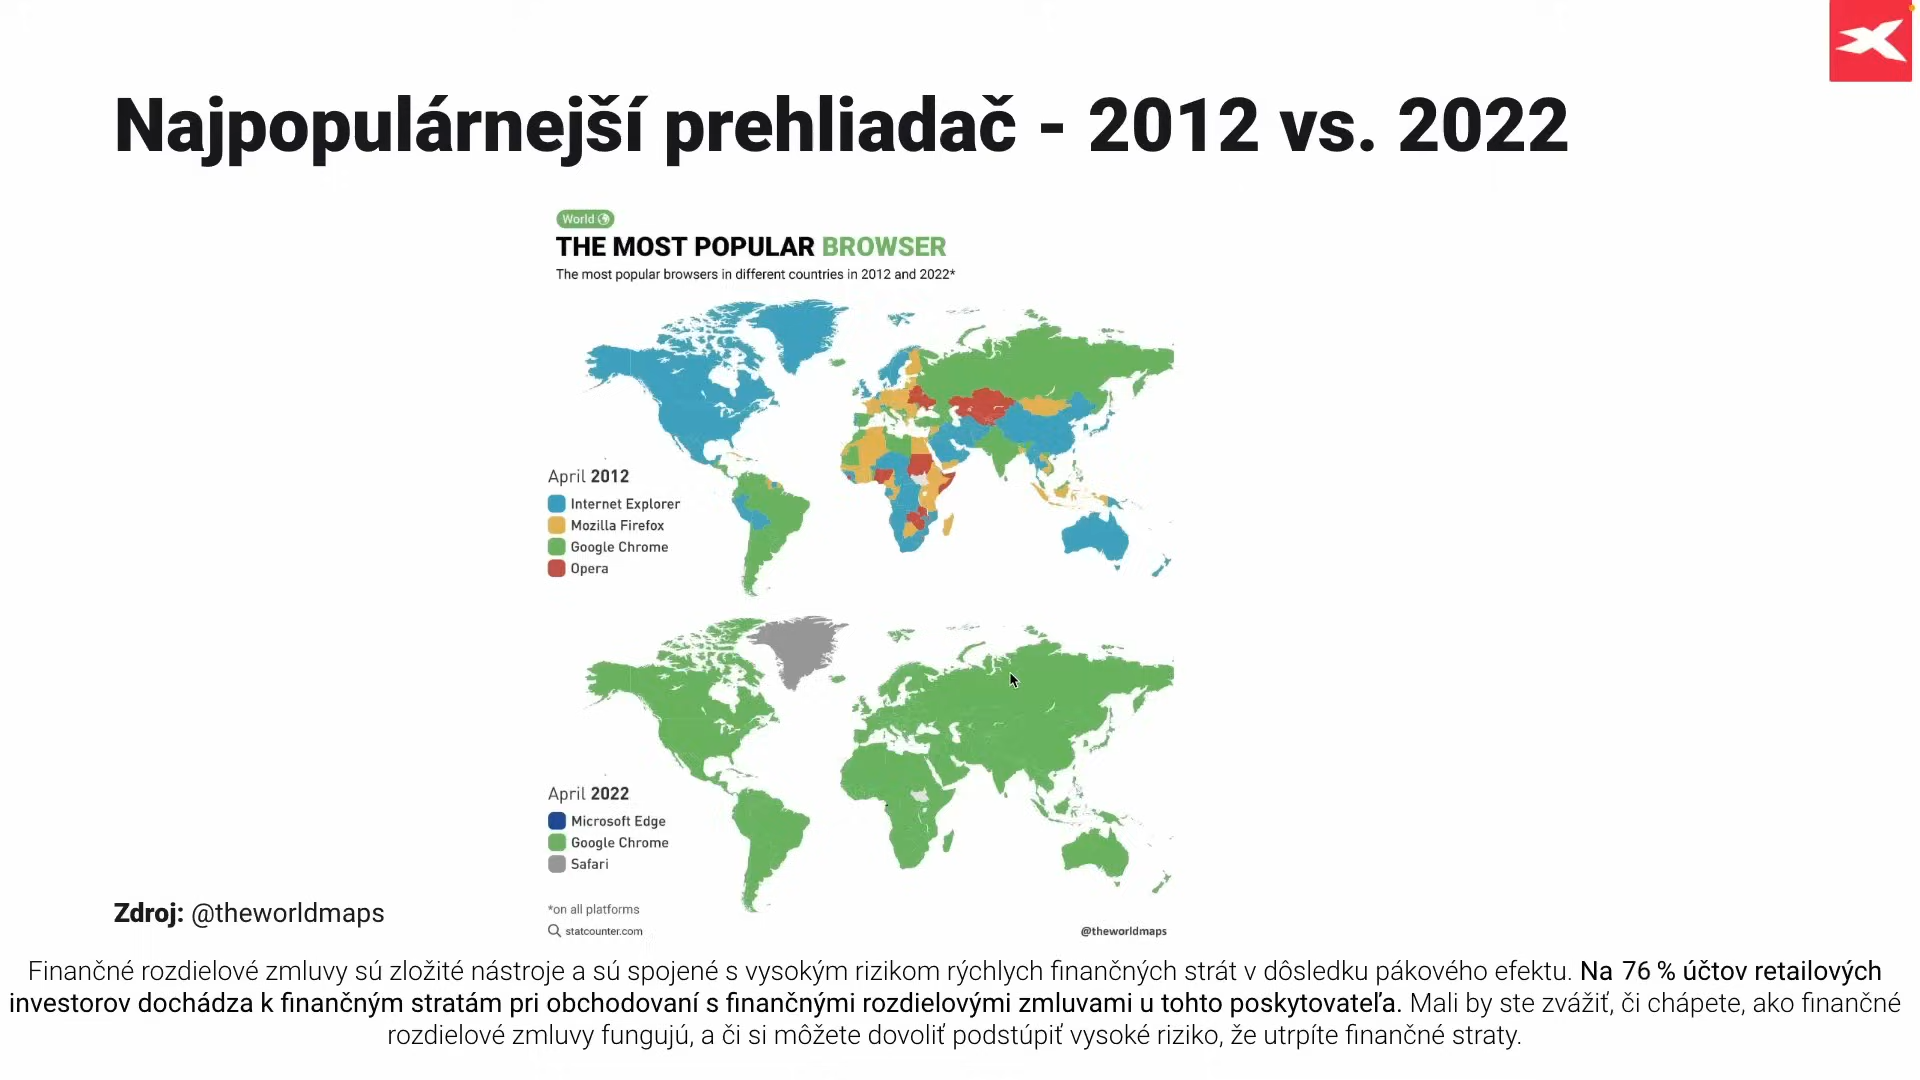 Najpopulárnejší prehliadač - 2012 vs. 2022
World
THE MOST POPULAR BROWSER
The most popular browsers in different countries in 2012 and 2022*
April 2012
Internet Explorer
Mozilla Firefox
Google Chrome
Opera
April 2022
Microsoft Edge
Google Chrome
Safari
*on all platforms
statcounter.com
@theworldmaps
Zdroj: @theworldmaps
Finančné rozdielové zmluvy sú zložité nástroje a sú spojené s vysokým rizikom rýchlych finančných strát v dôsledku pákového efektu. Na 76 % účtov retailových
investorov dochádza k finančným stratám pri obchodovaní s finančnými rozdielovými zmluvami u tohto poskytovateľa. Mali by ste zvážiť, či chápete, ako finančné
rozdielové zmluvy fungujú, a či si môžete dovoliť podstúpiť vysoké riziko, že utrpíte finančné straty.